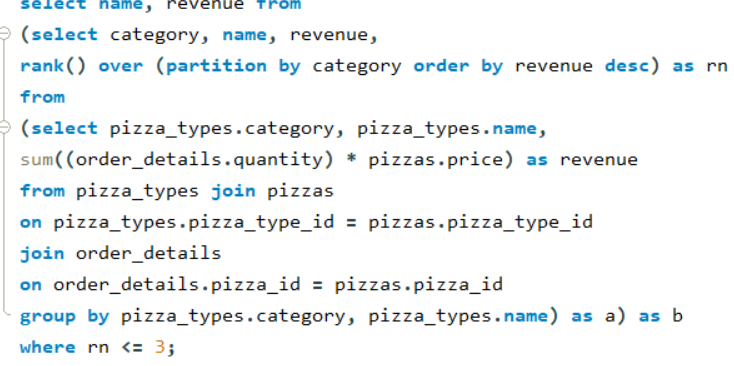 select name, revenue from
(select category, name, revenue,
rank() over (partition by category order by revenue desc) as rn
from
(select pizza_types.category, pizza_types.name,
sum((order_details.quantity) * pizzas.price) as revenue
from pizza_types join pizzas
on pizza_types.pizza_type_id = pizzas.pizza_type_id
join order_details
on order_details.pizza_id = pizzas.pizza_id
group by pizza_types.category, pizza_types.name) as a) as b
where rn <= 3;